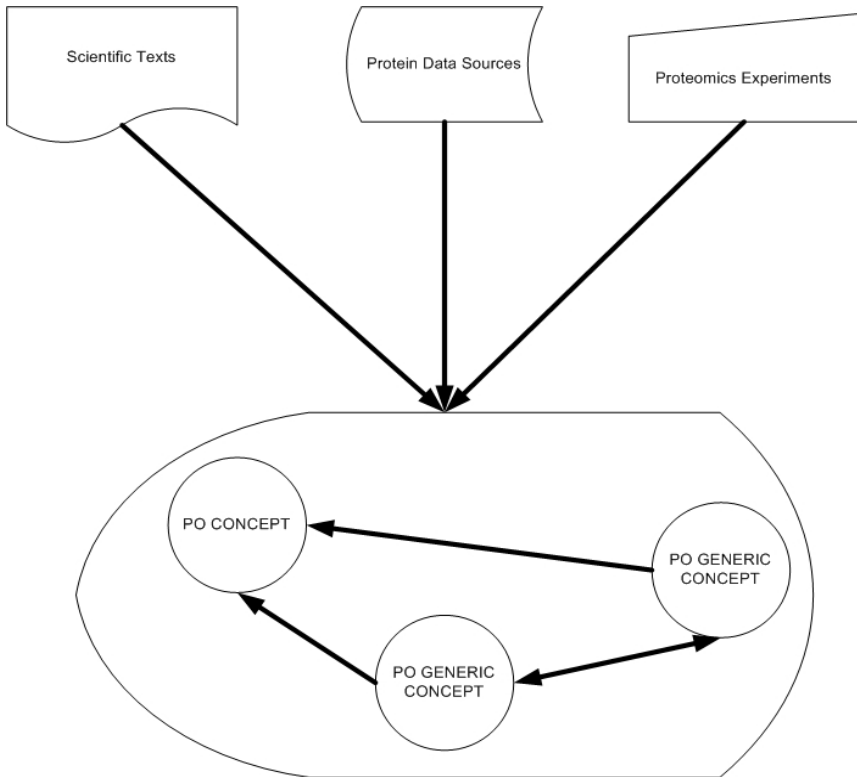 Scientific Texts
Protein Data Sources
Proteomics Experiments
PO CONCEPT
PO GENERIC
CONCEPT
PO GENERIC
CONCEPT